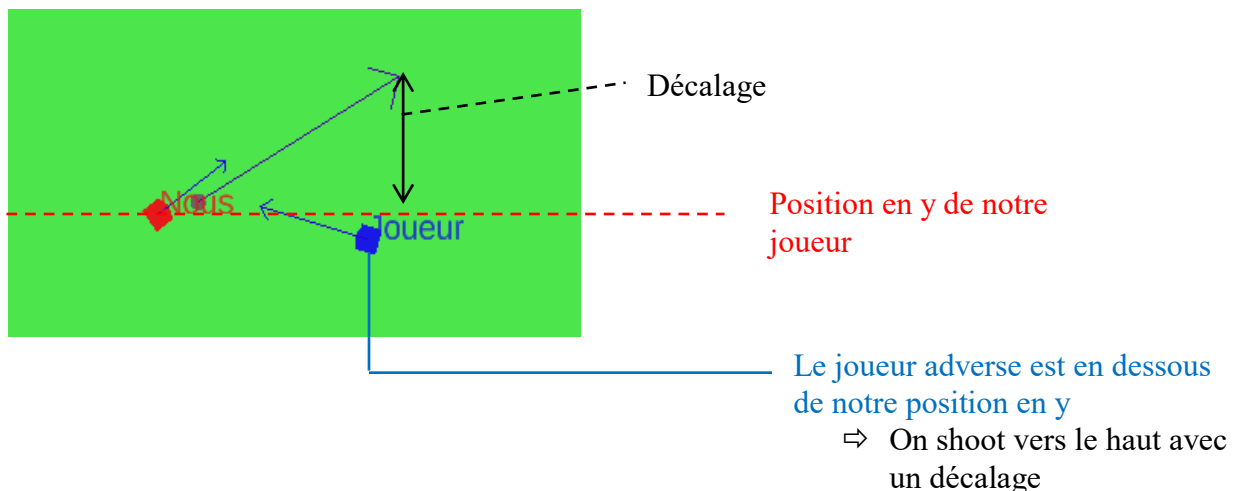 Décalage
Nous
Joueur
Position en y de notre
joueur
Le joueur adverse est en dessous
de notre position en y
⇨ On shoot vers le haut avec
un décalage